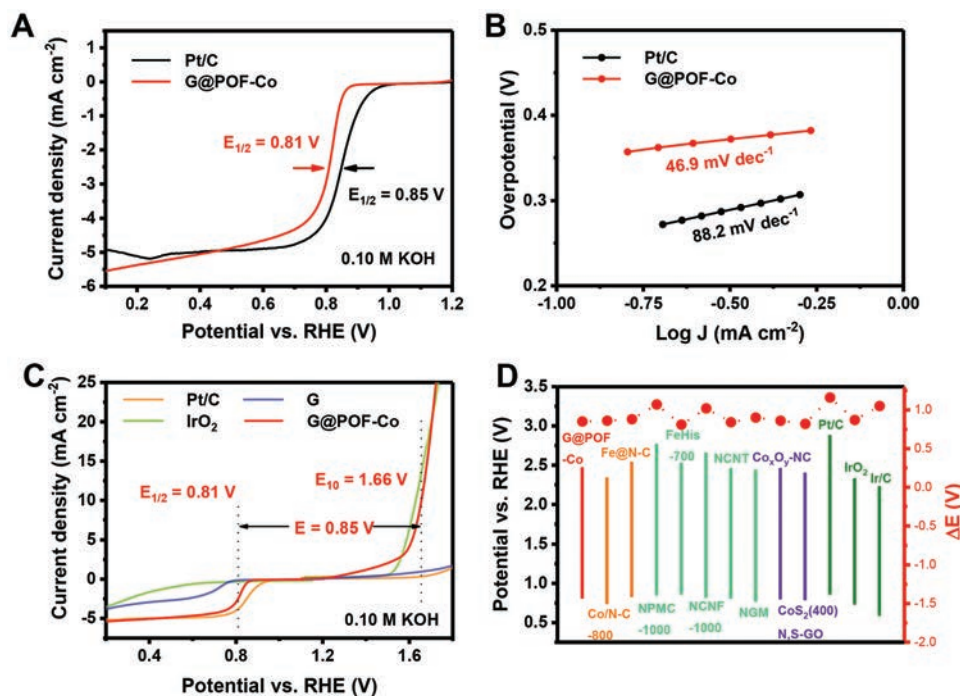 A
Pt/C
G@POF-Co
E1/2 = 0.81 V
E1/2 = 0.85 V
0.10 M KOH
Current density (mA cm-2)
1
0
-1
-2
-3
-4
-5
-6
0.2
0.4
0.6
0.8
1.0
1.2
Potential vs. RHE (V)
B
Pt/C
G@POF-Co
46.9 mV dec-1
88.2 mV dec-1
Overpotential (V)
0.5
0.4
0.3
0.2
-1.00
-0.75
-0.50
-0.25
0.00
Log J (mA cm-2)
C
Pt/C
G
IrO2
G@POF-Co
E1/2 = 0.81 V
E10 = 1.66 V
E = 0.85 V
0.10 M KOH
Current density (mA cm-2)
25
20
15
10
5
0
-5
0.4
0.8
1.2
1.6
Potential vs. RHE (V)
D
Potential vs. RHE (V)
3.5
3.0
2.5
2.0
1.5
1.0
0.5
G@POF
-Co
Fe@N-C
FeHis
-700
NCNT
CoxOy-NC
Pt/C
IrO2
Ir/C
Co/N-C
-800
NPMC
-1000
NCNF
-1000
NGM
CoS2(400)
N,S-GO
1.0
0.5
0.0
-0.5
-1.0
-1.5
-2.0
ΔE (V)